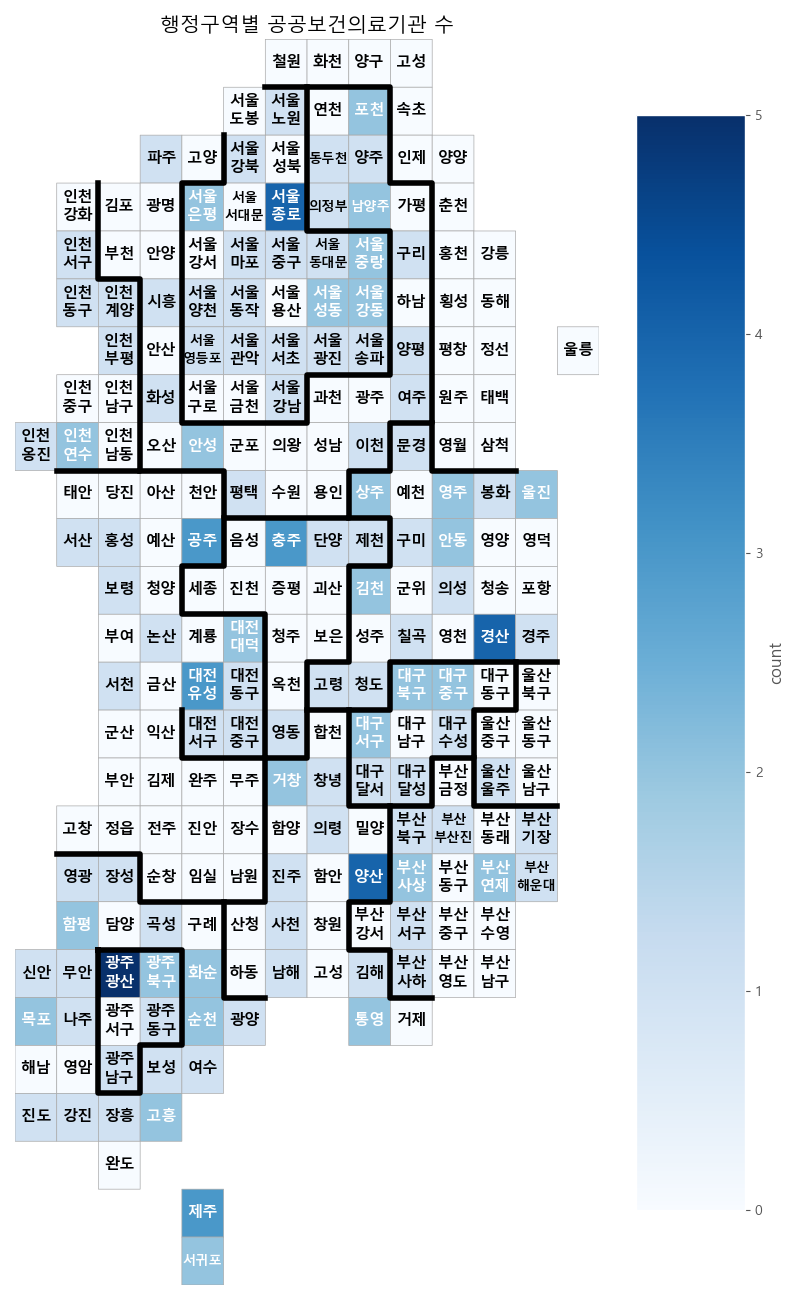 행정구역별 공공보건의료기관 수
철원 화천 양구 고성
서울 도봉 서울 노원 연천 포천 속초
파주 고양 서울 강북 서울 성북 동두천 양주 인제 양양
인천 강화 김포 광명 서울 은평 서울 서대문 서울 종로 의정부 남양주 가평 춘천
인천 서구 부천 안양 서울 강서 서울 마포 서울 중구 서울 동대문 서울 중랑 구리 홍천 강릉
인천 동구 인천 계양 시흥 서울 양천 서울 동작 서울 용산 서울 성동 서울 강동 하남 횡성 동해
인천 부평 안산 서울 영등포 서울 관악 서울 서초 서울 광진 서울 송파 양평 평창 정선 울릉
인천 중구 인천 남구 화성 서울 구로 서울 금천 서울 강남 과천 광주 여주 원주 태백
인천 옹진 인천 연수 인천 남동 오산 안성 군포 의왕 성남 이천 문경 영월 삼척
태안 당진 아산 천안 평택 수원 용인 상주 예천 영주 봉화 울진
서산 홍성 예산 공주 음성 충주 단양 제천 구미 안동 영양 영덕
보령 청양 세종 진천 증평 괴산 김천 군위 의성 청송 포항
부여 논산 계룡 대전 대덕 청주 보은 성주 칠곡 영천 경산 경주
서천 금산 대전 유성 대전 동구 옥천 고령 청도 대구 북구 대구 중구 대구 동구 울산 북구
군산 익산 대전 서구 대전 중구 영동 합천 대구 서구 대구 남구 대구 수성 울산 중구 울산 동구
부안 김제 완주 무주 거창 창녕 대구 달서 대구 달성 부산 금정 울산 울주 울산 남구
고창 정읍 전주 진안 장수 함양 의령 밀양 부산 북구 부산 부산진 부산 동래 부산 기장
영광 장성 순창 임실 남원 진주 함안 양산 부산 사상 부산 동구 부산 연제 부산 해운대
함평 담양 곡성 구례 산청 사천 창원 부산 강서 부산 서구 부산 중구 부산 수영
신안 무안 광주 광산 광주 북구 화순 하동 남해 고성 김해 부산 사하 부산 영도 부산 남구
목포 나주 광주 서구 광주 동구 순천 광양 통영 거제
해남 영암 광주 남구 보성 여수
진도 강진 장흥 고흥
완도
제주
서귀포
5
4
3
2
1
0
count